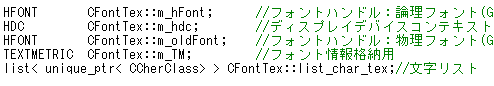 HFONT CFontTex::m_hFont; //フォントハンドル：論理フォント(G
HDC CFontTex::m_hdc; //ディスプレイデバイスコンテキスト
HFONT CFontTex::m_oldFont; //フォントハンドル：物理フォント(G
TEXTMETRIC CFontTex::m_TM; //フォント情報格納用
list< unique_ptr< CCherClass> > CFontTex::list_char_tex;//文字リスト